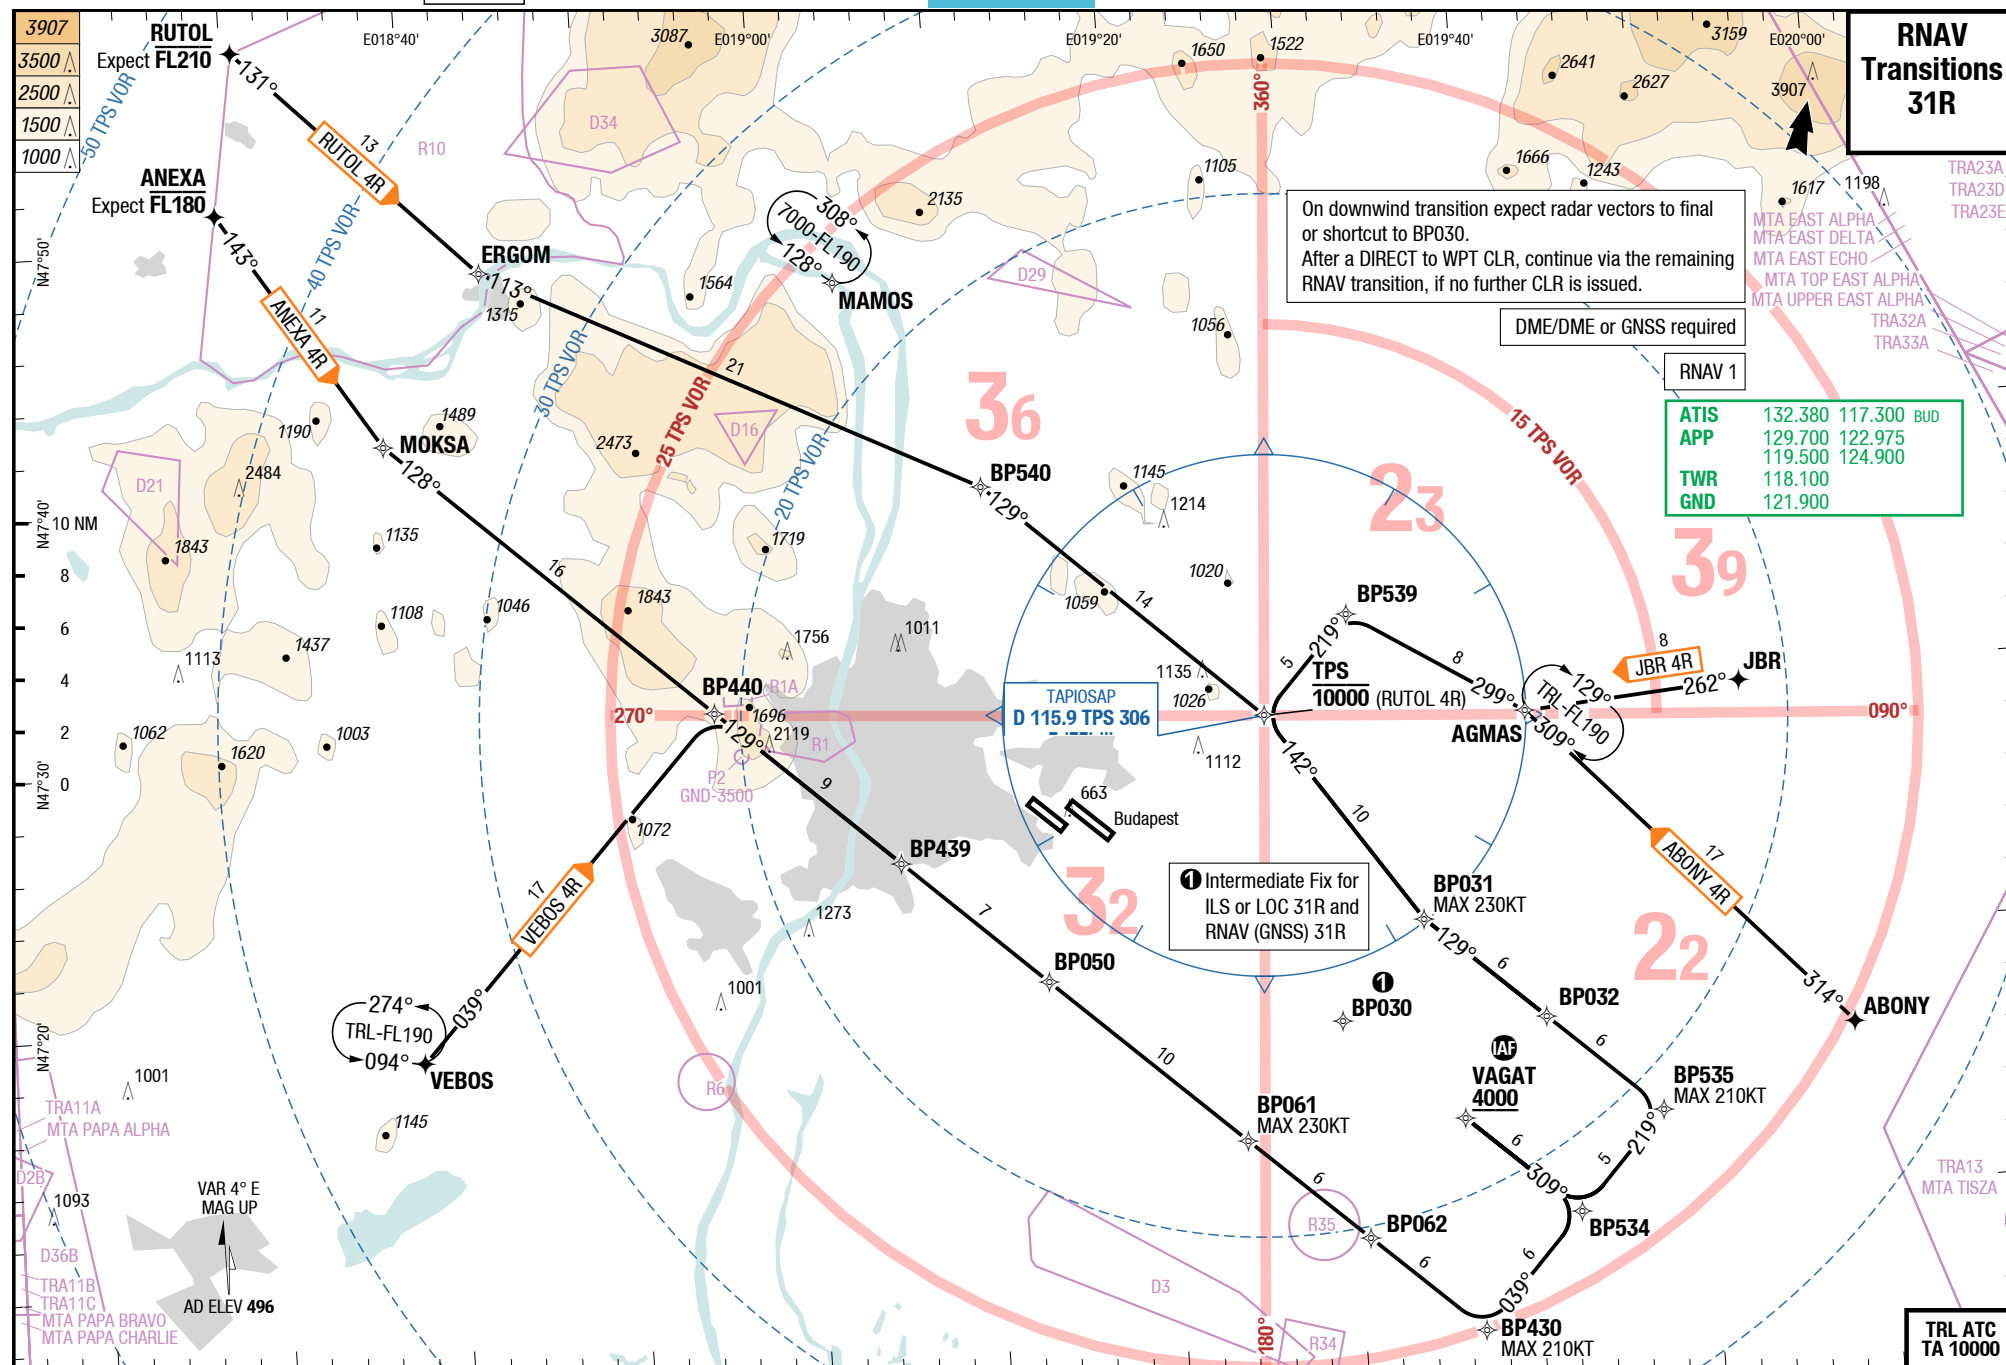 3907
3500
2500
1500
1000
RUTOL
Expect FL210
131°
E018°40'
3087
E019°00'
E019°20'
1650
1522
E019°40'
2641
2627
3159
E020°00'
3907
RNAV
Transitions
31R
50 TPS VOR
13
RUTOL 4R
R10
D34
360°
ANEXA
Expect FL180
143°
40 TPS VOR
11
ANEXA 4R
N47°50'
ERGOM
113°
1315
1564
308°
7000-FL190
128°
MAMOS
2135
1105
D29
1056
1666
1243
1617
1198
TRA23A
TRA23D
TRA23E
MTA EAST ALPHA
MTA EAST DELTA
MTA EAST ECHO
MTA TOP EAST ALPHA
MTA UPPER EAST ALPHA
TRA32A
TRA33A
On downwind transition expect radar vectors to final
or shortcut to BP030.
After a DIRECT to WPT CLR, continue via the remaining
RNAV transition, if no further CLR is issued.
DME/DME or GNSS required
RNAV 1
ATIS 132.380 117.300 BUD
APP 129.700 122.975
119.500 124.900
TWR 118.100
GND 121.900
30 TPS VOR
25 TPS VOR
21
D16
20 TPS VOR
36
15 TPS VOR
23
39
1190
1489
MOKSA
128°
2484
2473
D21
BP540
129°
1145
1214
N47°40'
10 NM
8
6
4
2
0
N47°30'
1843
1135
16
1719
1020
1059
14
BP539
219°
5
8
1108
1046
1843
1437
1113
1756
1011
1135
1026
TPS
10000 (RUTOL 4R)
299°
AGMAS
129°
TRL-FL190
309°
8
JBR 4R
262°
JBR
BP440
129°
R1A
1696
2119
R1
P2
GND-3500
270°
090°
TAPIOSAP
D 115.9 TPS 306
1112
142°
1062
1620
1003
9
663
Budapest
10
1072
BP439
17
VEBOS 4R
17
ABONY 4R
1 Intermediate Fix for
ILS or LOC 31R and
RNAV (GNSS) 31R
BP031
MAX 230KT
129°
6
32
22
1273
7
BP050
1001
1
BP030
BP032
314°
ABONY
N47°20'
274°
TRL-FL190
094°
039°
VEBOS
R6
10
6
IAF
VAGAT
4000
BP535
MAX 210KT
219°
5
6
309°
1001
TRA11A
MTA PAPA ALPHA
1145
BP061
MAX 230KT
6
R35
BP062
BP534
D2B
1093
VAR 4° E
MAG UP
TRA13
MTA TISZA
D36B
TRA11B
TRA11C
MTA PAPA BRAVO
MTA PAPA CHARLIE
AD ELEV 496
D3
180°
R34
6
039°
6
BP430
MAX 210KT
TRL ATC
TA 10000